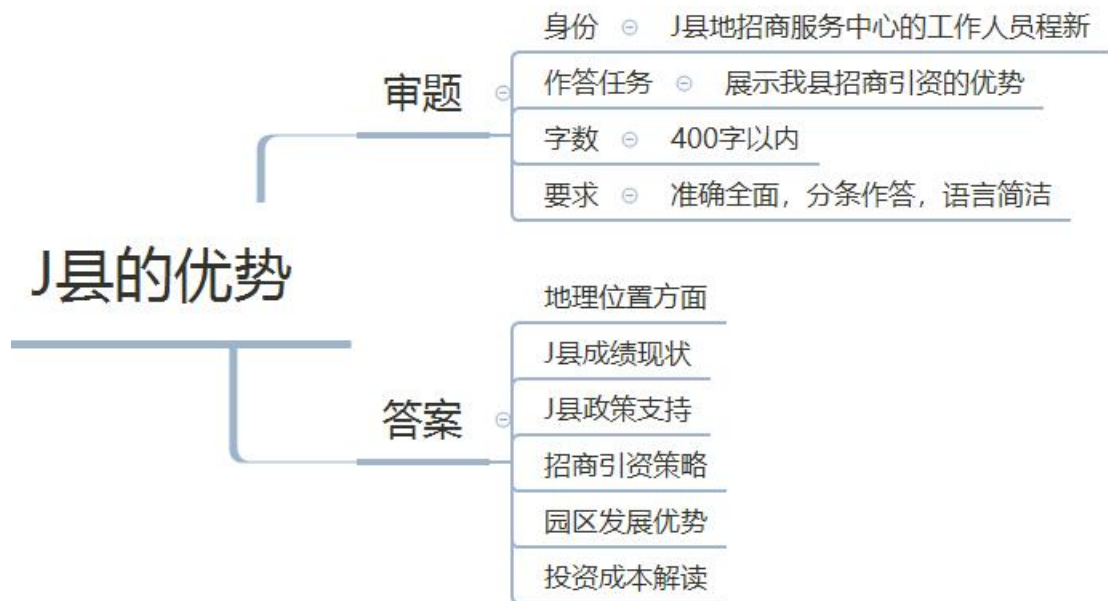 J县的优势
审题
身份 J县地招商服务中心的工作人员程新
作答任务 展示我县招商引资的优势
字数 400字以内
要求 准确全面，分条作答，语言简洁
答案
地理位置方面
J县成绩现状
J县政策支持
招商引资策略
园区发展优势
投资成本解读